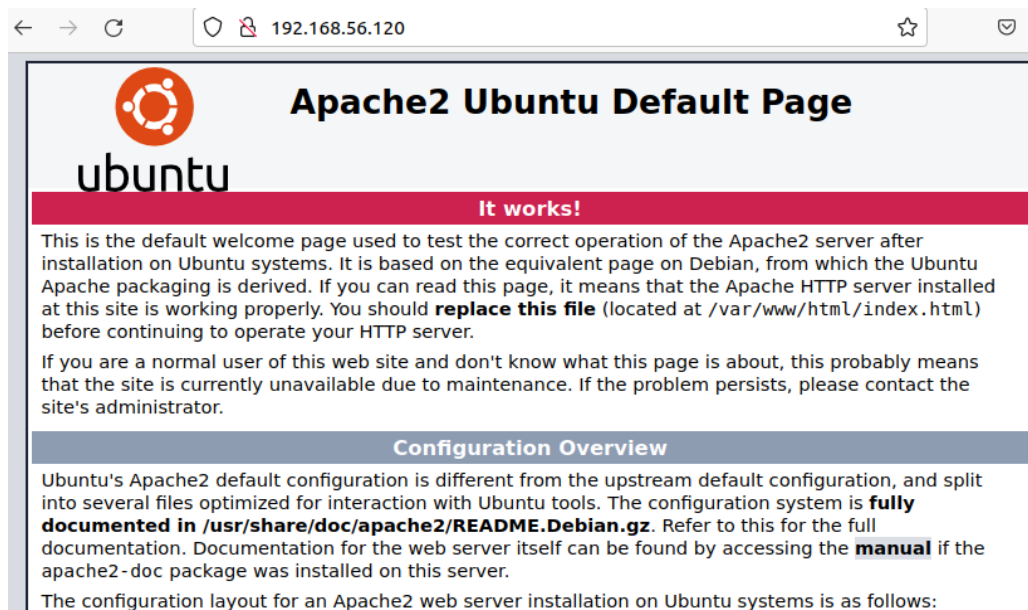 192.168.56.120
Apache2 Ubuntu Default Page
ubuntu
It works!
This is the default welcome page used to test the correct operation of the Apache2 server after
installation on Ubuntu systems. It is based on the equivalent page on Debian, from which the Ubuntu
Apache packaging is derived. If you can read this page, it means that the Apache HTTP server installed
at this site is working properly. You should replace this file (located at /var/www/html/index.html)
before continuing to operate your HTTP server.
If you are a normal user of this web site and don't know what this page is about, this probably means
that the site is currently unavailable due to maintenance. If the problem persists, please contact the
site's administrator.
Configuration Overview
Ubuntu's Apache2 default configuration is different from the upstream default configuration, and split
into several files optimized for interaction with Ubuntu tools. The configuration system is fully
documented in /usr/share/doc/apache2/README.Debian.gz. Refer to this for the full
documentation. Documentation for the web server itself can be found by accessing the manual if the
apache2-doc package was installed on this server.
The configuration layout for an Apache2 web server installation on Ubuntu systems is as follows: